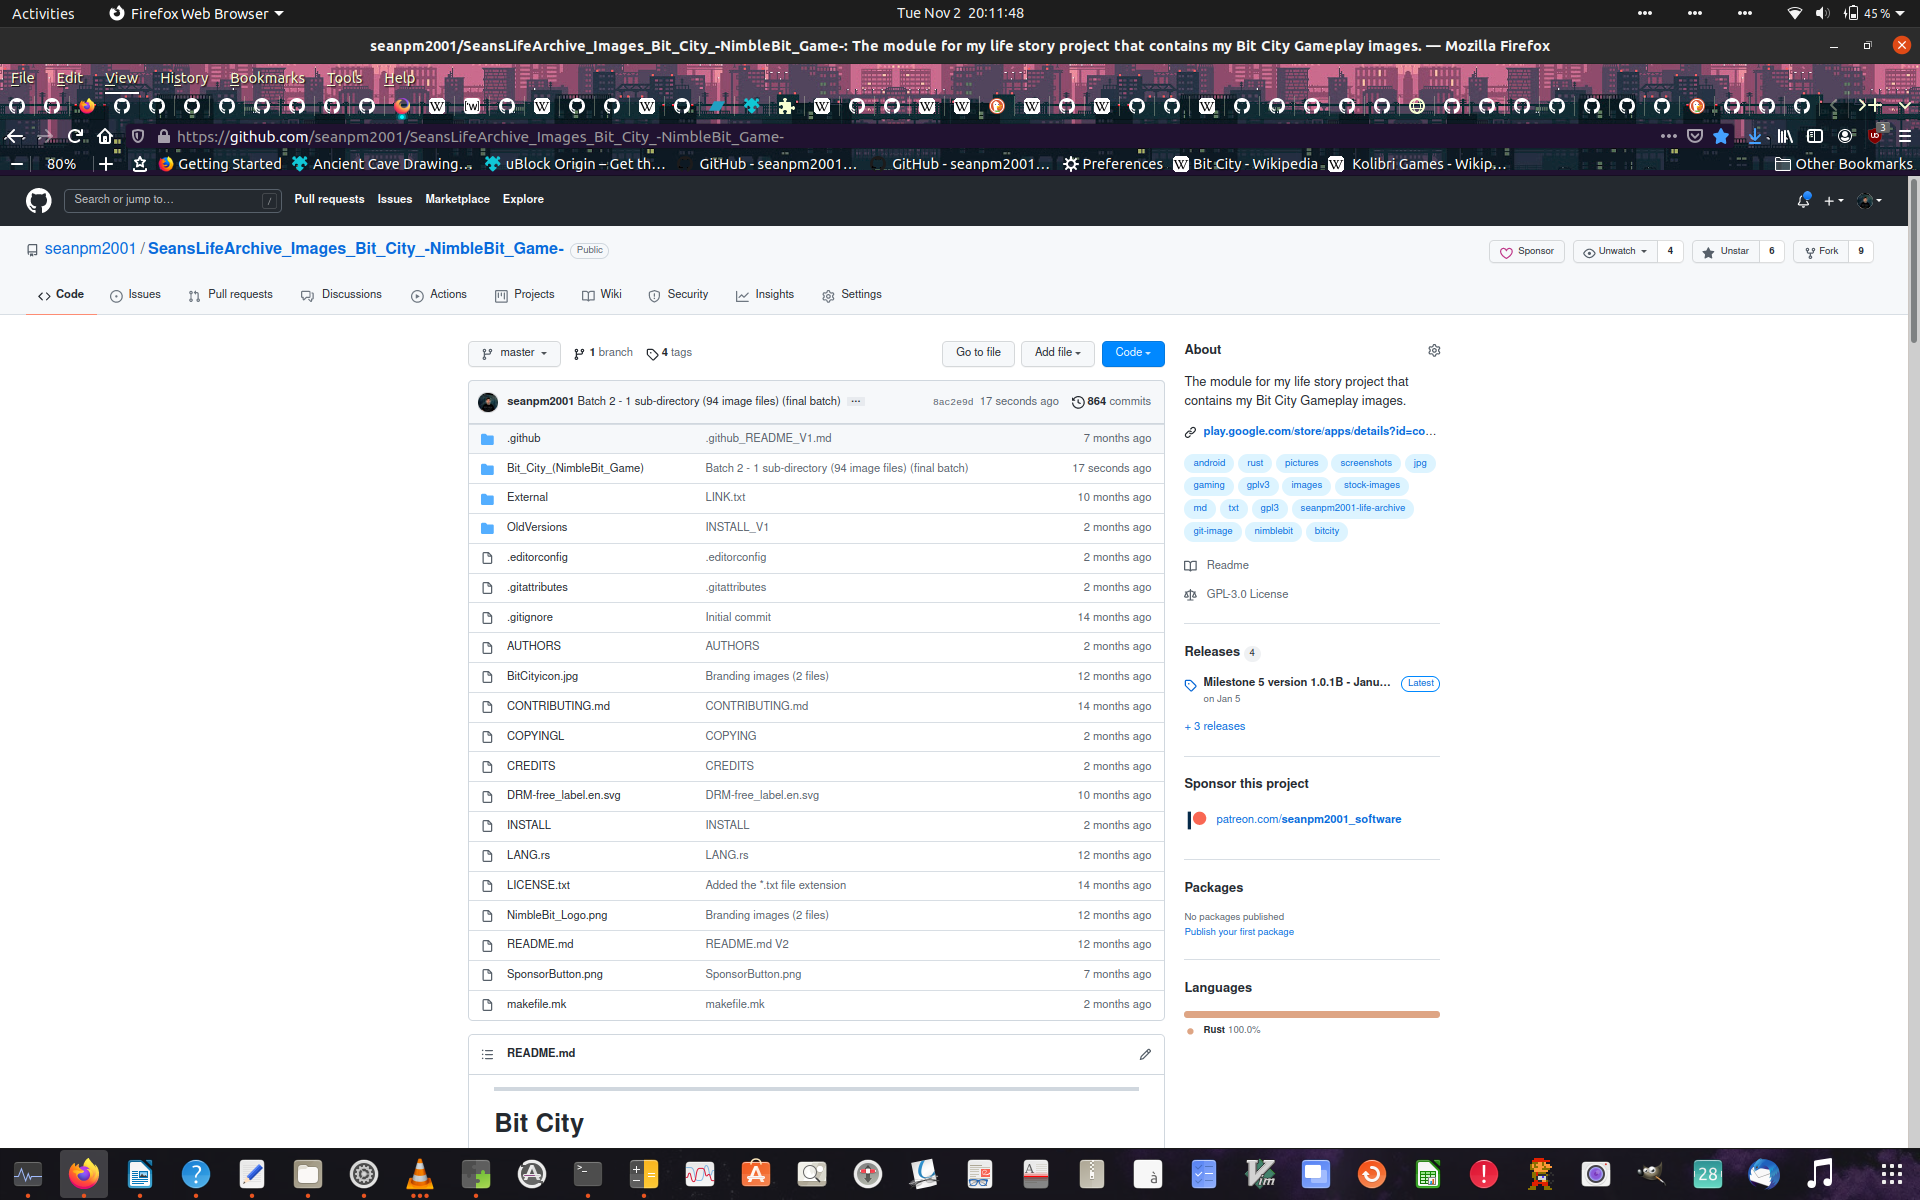 Activities Firefox Web Browser Tue Nov 2 20:11:48 45 %
seanpm2001/SeansLifeArchive_Images_Bit_City_-NimbleBit_Game-: The module for my life story project that contains my Bit City Gameplay images. — Mozilla Firefox
File Edit View History Bookmarks Tools Help
https://github.com/seanpm2001/SeansLifeArchive_Images_Bit_City_-NimbleBit_Game- 3
80% Getting Started Ancient Cave Drawing… uBlock Origin – Get th… GitHub - seanpm2001… GitHub - seanpm2001… Preferences Bit City - Wikipedia Kolibri Games - Wikip… Other Bookmarks
Search or jump to… / Pull requests Issues Marketplace Explore
seanpm2001 / SeansLifeArchive_Images_Bit_City_-NimbleBit_Game- Public Sponsor Unwatch 4 Unstar 6 Fork 9
Code Issues Pull requests Discussions Actions Projects Wiki Security Insights Settings
master 1 branch 4 tags Go to file Add file Code
seanpm2001 Batch 2 - 1 sub-directory (94 image files) (final batch) … 8ac2e9d 17 seconds ago 864 commits
.github .github_README_V1.md 7 months ago
Bit_City_(NimbleBit_Game) Batch 2 - 1 sub-directory (94 image files) (final batch) 17 seconds ago
External LINK.txt 10 months ago
OldVersions INSTALL_V1 2 months ago
.editorconfig .editorconfig 2 months ago
.gitattributes .gitattributes 2 months ago
.gitignore Initial commit 14 months ago
AUTHORS AUTHORS 2 months ago
BitCityicon.jpg Branding images (2 files) 12 months ago
CONTRIBUTING.md CONTRIBUTING.md 14 months ago
COPYINGL COPYING 2 months ago
CREDITS CREDITS 2 months ago
DRM-free_label.en.svg DRM-free_label.en.svg 10 months ago
INSTALL INSTALL 2 months ago
LANG.rs LANG.rs 12 months ago
LICENSE.txt Added the *.txt file extension 14 months ago
NimbleBit_Logo.png Branding images (2 files) 12 months ago
README.md README.md V2 12 months ago
SponsorButton.png SponsorButton.png 7 months ago
makefile.mk makefile.mk 2 months ago
README.md
Bit City
About
The module for my life story project that
contains my Bit City Gameplay images.
play.google.com/store/apps/details?id=co…
android rust pictures screenshots jpg
gaming gplv3 images stock-images
md txt gpl3 seanpm2001-life-archive
git-image nimblebit bitcity
Readme
GPL-3.0 License
Releases 4
Milestone 5 version 1.0.1B - Janu… Latest
on Jan 5
+ 3 releases
Sponsor this project
patreon.com/seanpm2001_software
Packages
No packages published
Publish your first package
Languages
Rust 100.0%
28